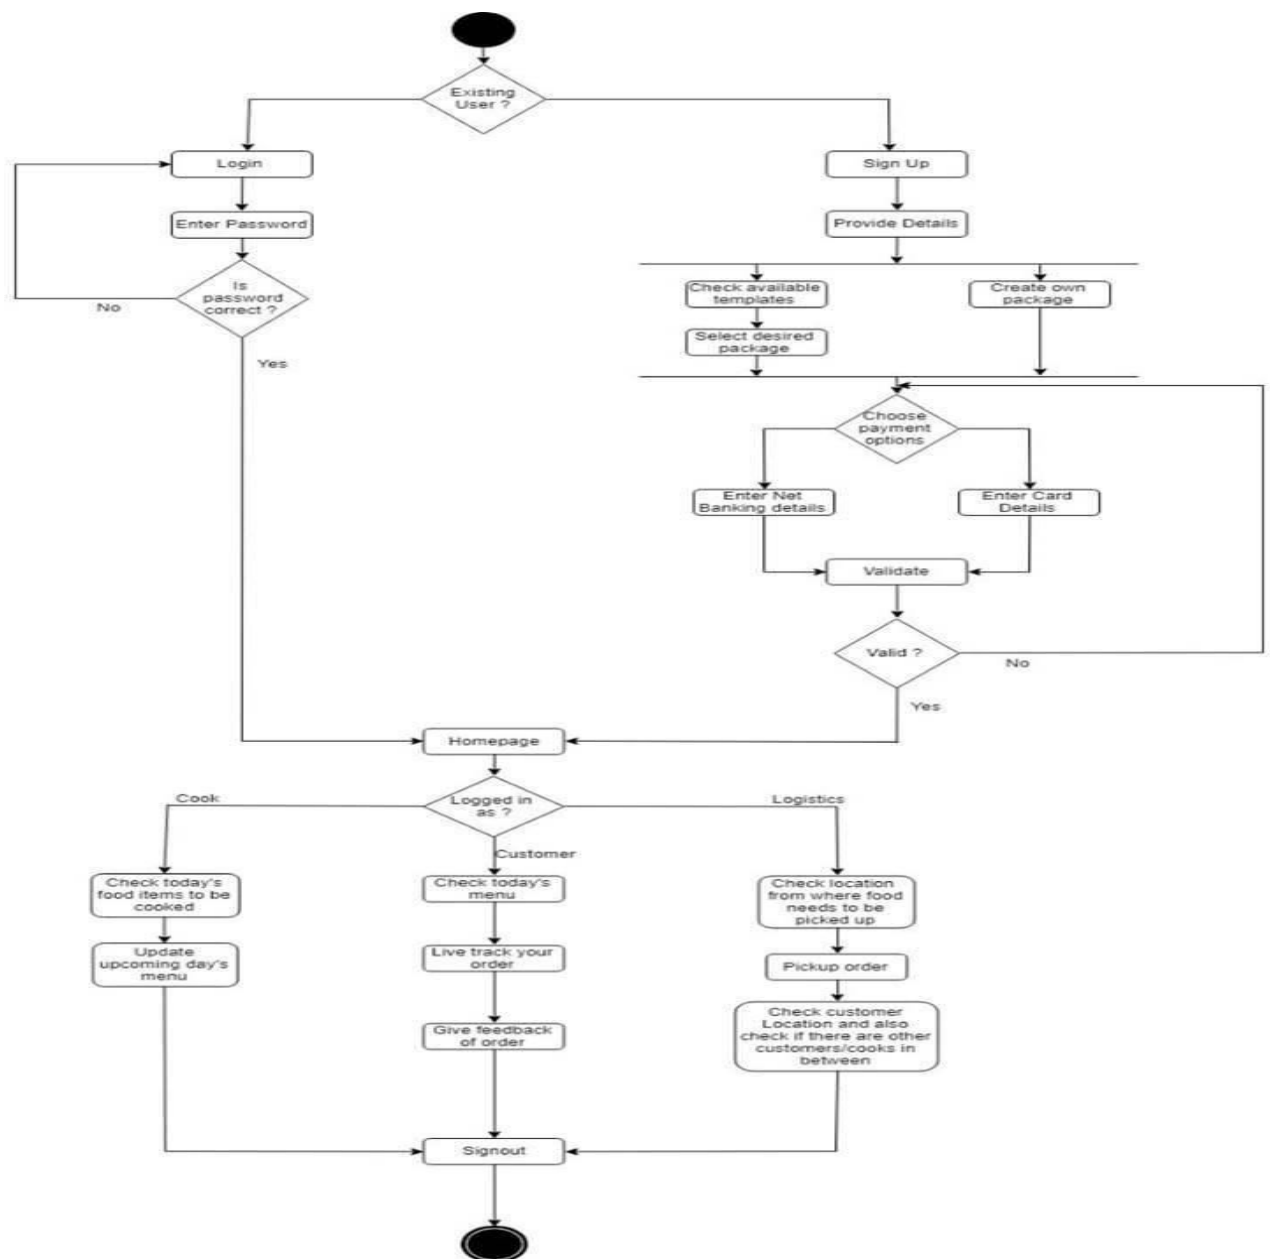 Existing
User ?
Login
Sign Up
Enter Password
Provide Details
Is
password
correct ?
No
Yes
Check available
templates
Create own
package
Select desired
package
Choose
payment
options
Enter Net
Banking details
Enter Card
Details
Validate
Valid ?
No
Yes
Homepage
Logged in
as ?
Cook
Logistics
Customer
Check today's
food items to be
cooked
Check today's
menu
Check location
from where food
needs to be
picked up
Update
upcoming day's
menu
Live track your
order
Pickup order
Give feedback
of order
Check customer
Location and also
check if there are other
customers/cooks in
between
Signout